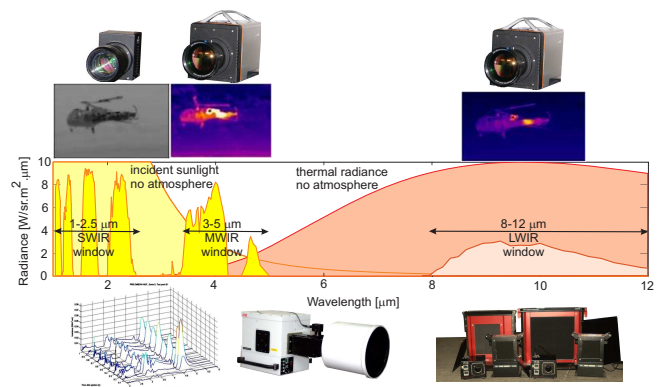 10
8
6
4
2
0
Radiance [W/sr.m².µm]
incident sunlight
no atmosphere
thermal radiance
no atmosphere
1-2.5 µm
SWIR
window
3-5 µm
MWIR
window
8-12 µm
LWIR
window
2
4
6
8
10
12
Wavelength [µm]